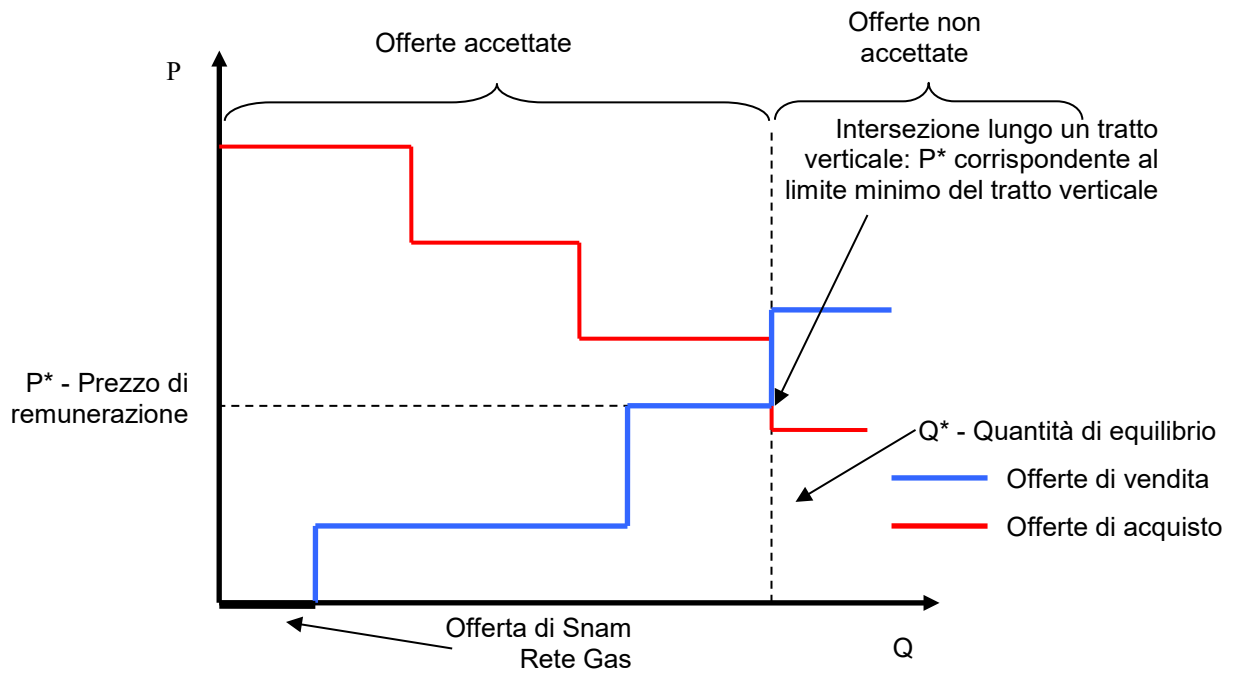 Offerte accettate
Offerte non
accettate
P
Intersezione lungo un tratto
verticale: P* corrispondente al
limite minimo del tratto verticale
P* - Prezzo di
remunerazione
Q* - Quantità di equilibrio
Offerte di vendita
Offerte di acquisto
Offerta di Snam
Rete Gas
Q